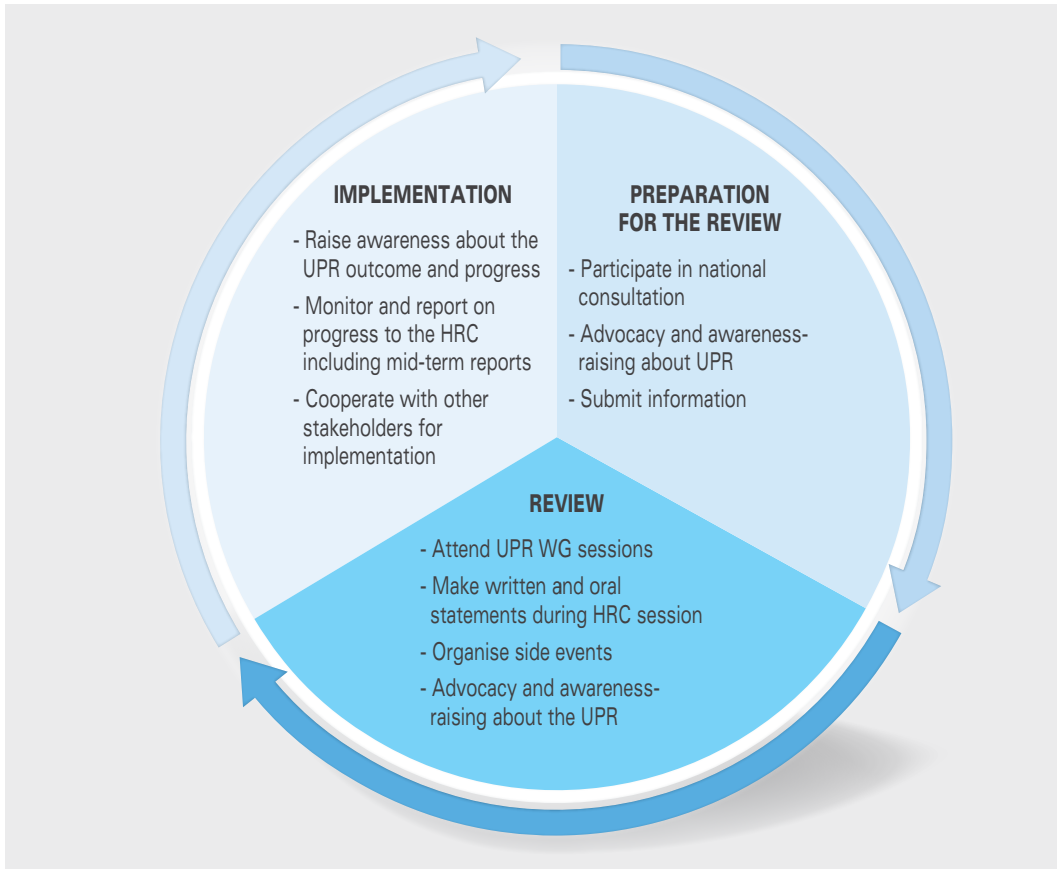 IMPLEMENTATION
- Raise awareness about the
UPR outcome and progress
- Monitor and report on
progress to the HRC
including mid-term reports
- Cooperate with other
stakeholders for
implementation
PREPARATION
FOR THE REVIEW
- Participate in national
consultation
- Advocacy and awareness-
raising about UPR
- Submit information
REVIEW
- Attend UPR WG sessions
- Make written and oral
statements during HRC session
- Organise side events
- Advocacy and awareness-
raising about the UPR